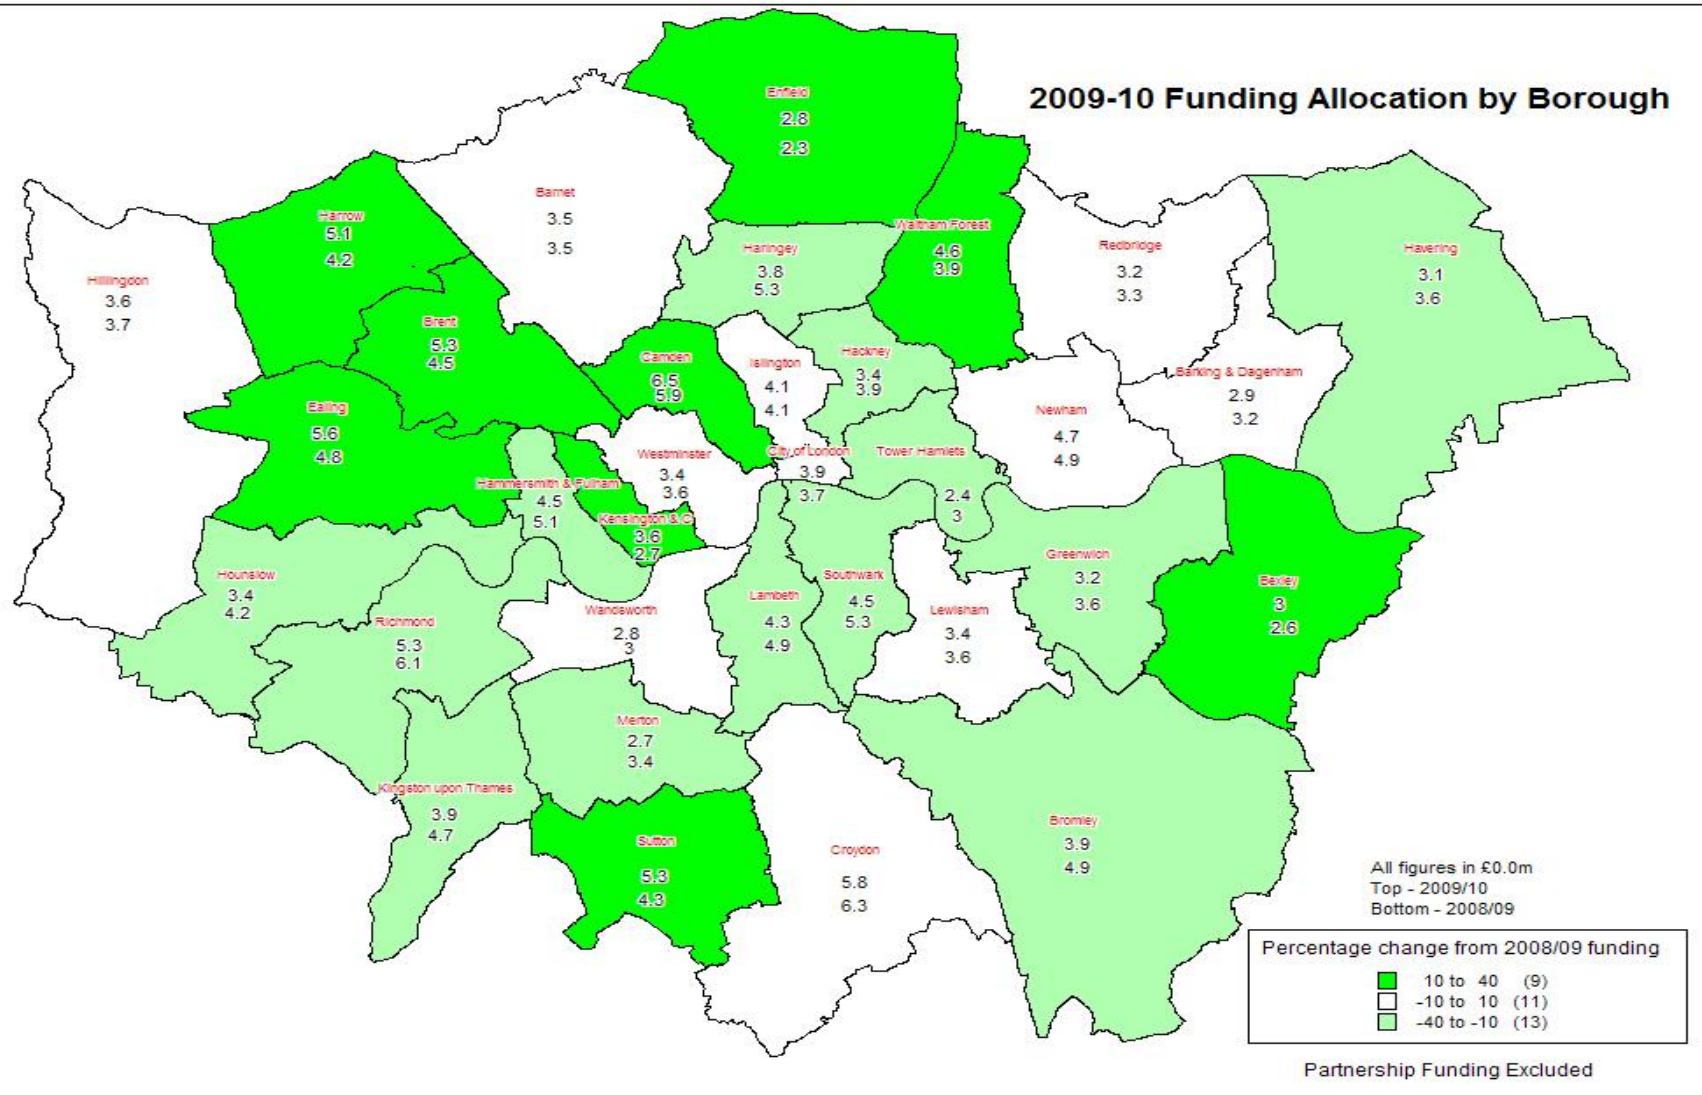 2009-10 Funding Allocation by Borough
Enfield
2.8
2.3
Barnet
3.5
3.5
Harrow
5.1
4.2
Waltham Forest
4.6
3.9
Haringey
3.8
5.3
Redbridge
3.2
3.3
Havering
3.1
3.6
Hillingdon
3.6
3.7
Brent
5.3
4.5
Camden
6.5
5.9
Islington
4.1
4.1
Hackney
3.4
3.9
Barking & Dagenham
2.9
3.2
Ealing
5.6
4.8
Newham
4.7
4.9
Westminster
3.4
3.6
City of London
3.9
3.7
Tower Hamlets
2.4
3
Hammersmith & Fulham
4.5
5.1
Kensington & C
3.6
2.7
Hounslow
3.4
4.2
Richmond
5.3
6.1
Wandsworth
2.8
3
Lambeth
4.3
4.9
Southwark
4.5
5.3
Lewisham
3.4
3.6
Greenwich
3.2
3.6
Bexley
3
2.6
Merton
2.7
3.4
Kingston upon Thames
3.9
4.7
Sutton
5.3
4.3
Croydon
5.8
6.3
Bromley
3.9
4.9
All figures in £0.0m
Top - 2009/10
Bottom - 2008/09
Percentage change from 2008/09 funding
10 to 40 (9)
-10 to 10 (11)
-40 to -10 (13)
Partnership Funding Excluded